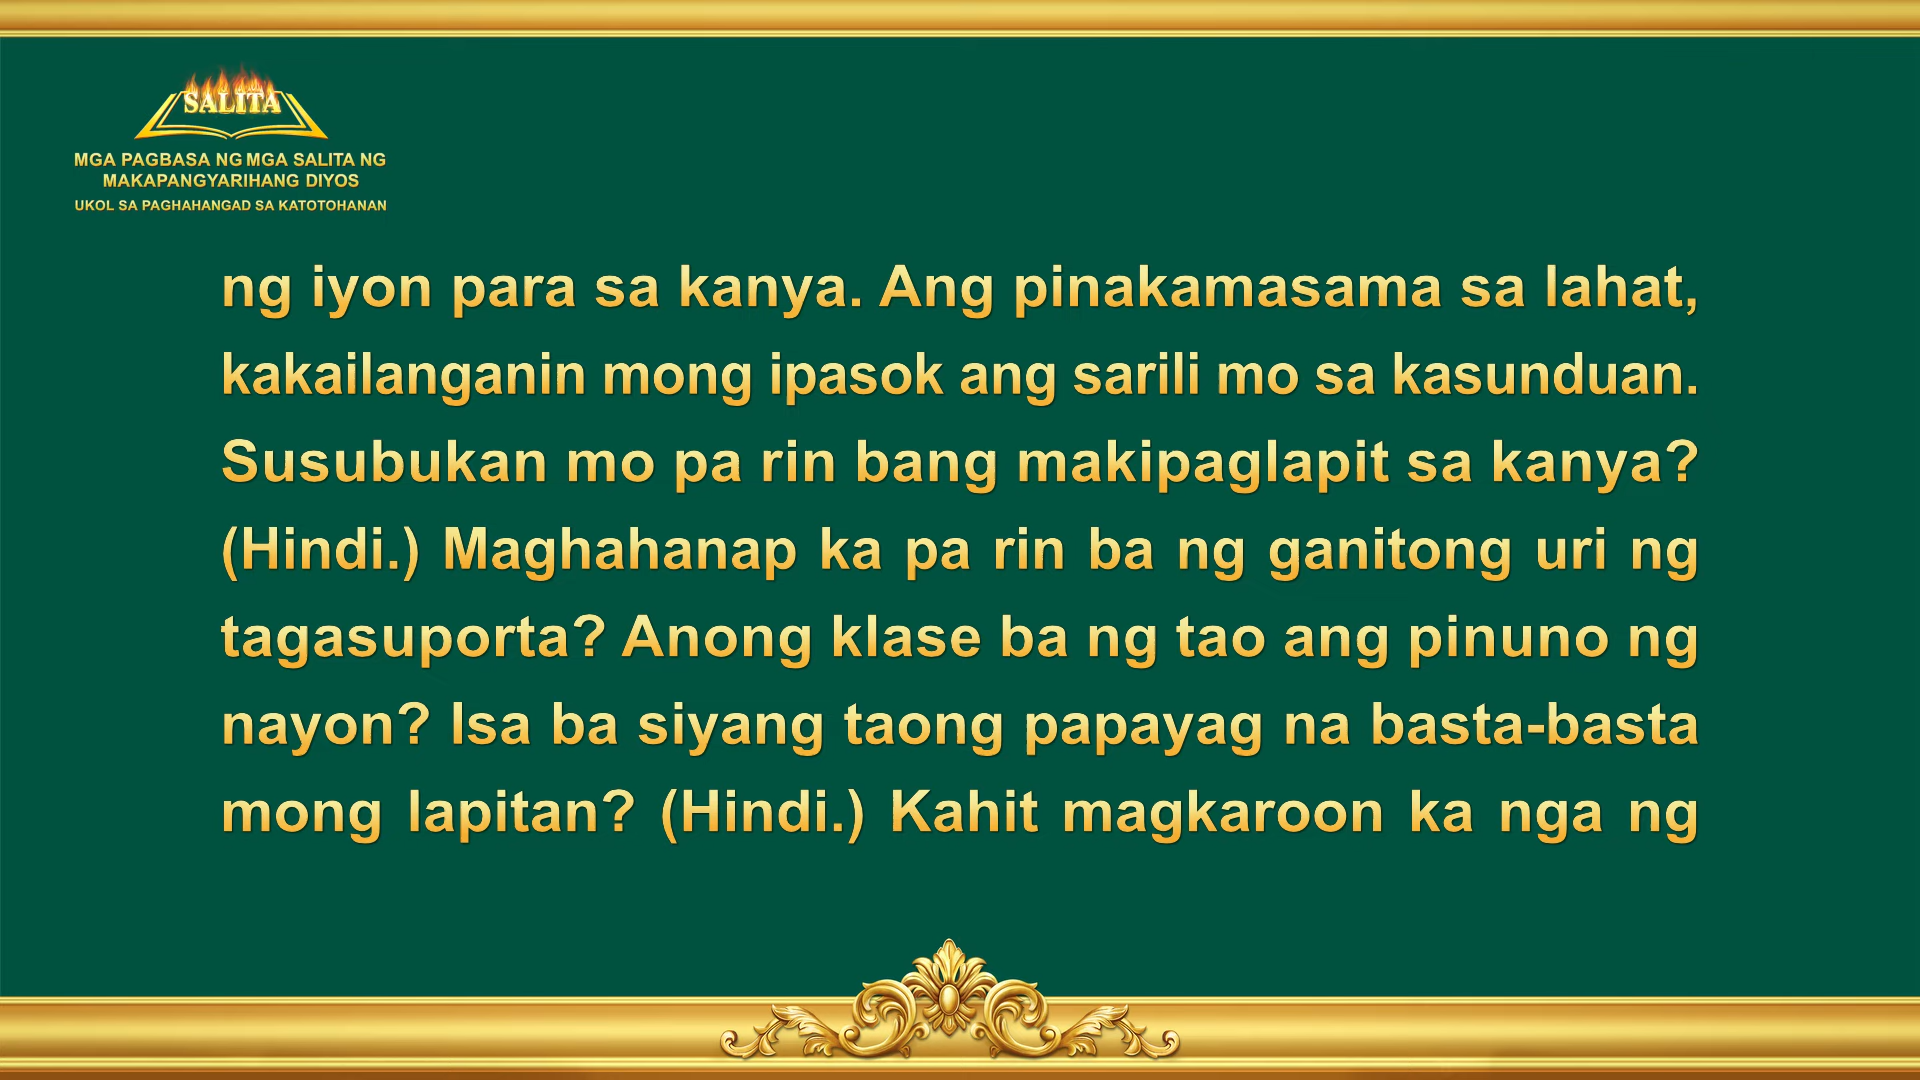 SALITA
MGA PAGBASA NG MGA SALITA NG
MAKAPANGYARIHANG DIYOS
UKOL SA PAGHAHANGAD SA KATOTOHANAN
ng iyon para sa kanya. Ang pinakamasama sa lahat,
kakailanganin mong ipasok ang sarili mo sa kasunduan.
Susubukan mo pa rin bang makipaglapit sa kanya?
(Hindi.) Maghahanap ka pa rin ba ng ganitong uri ng
tagasuporta? Anong klase ba ng tao ang pinuno ng
nayon? Isa ba siyang taong papayag na basta-basta
mong lapitan? (Hindi.) Kahit magkaroon ka nga ng